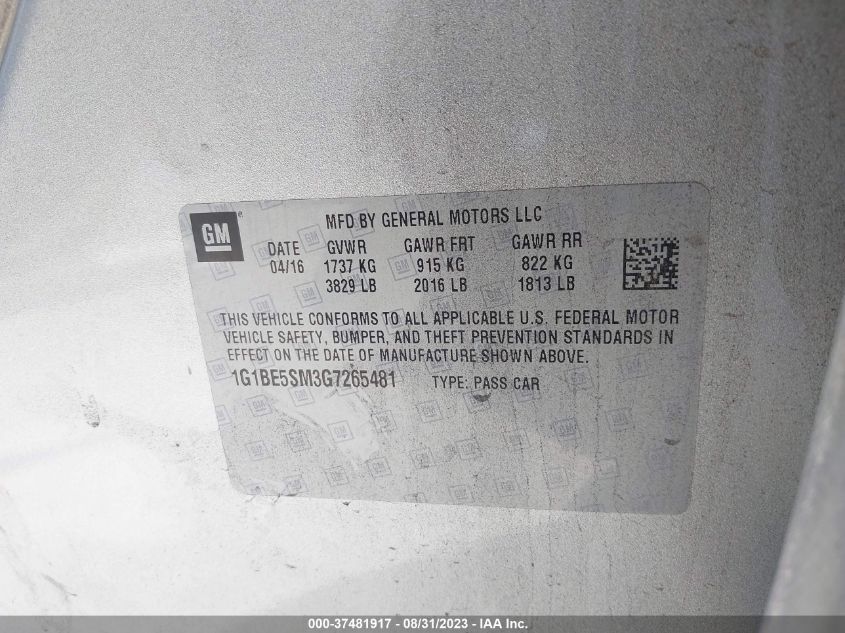 GM
MFD BY GENERAL MOTORS LLC
DATE GVWR GAWR FRT GAWR RR
04/16 1737 KG 915 KG 822 KG
3829 LB 2016 LB 1813 LB
THIS VEHICLE CONFORMS TO ALL APPLICABLE U.S. FEDERAL MOTOR
VEHICLE SAFETY, BUMPER, AND THEFT PREVENTION STANDARDS IN
EFFECT ON THE DATE OF MANUFACTURE SHOWN ABOVE.
1G1BE5SM3G7265481 TYPE: PASS CAR
000-37481917 - 08/31/2023 - IAA Inc.